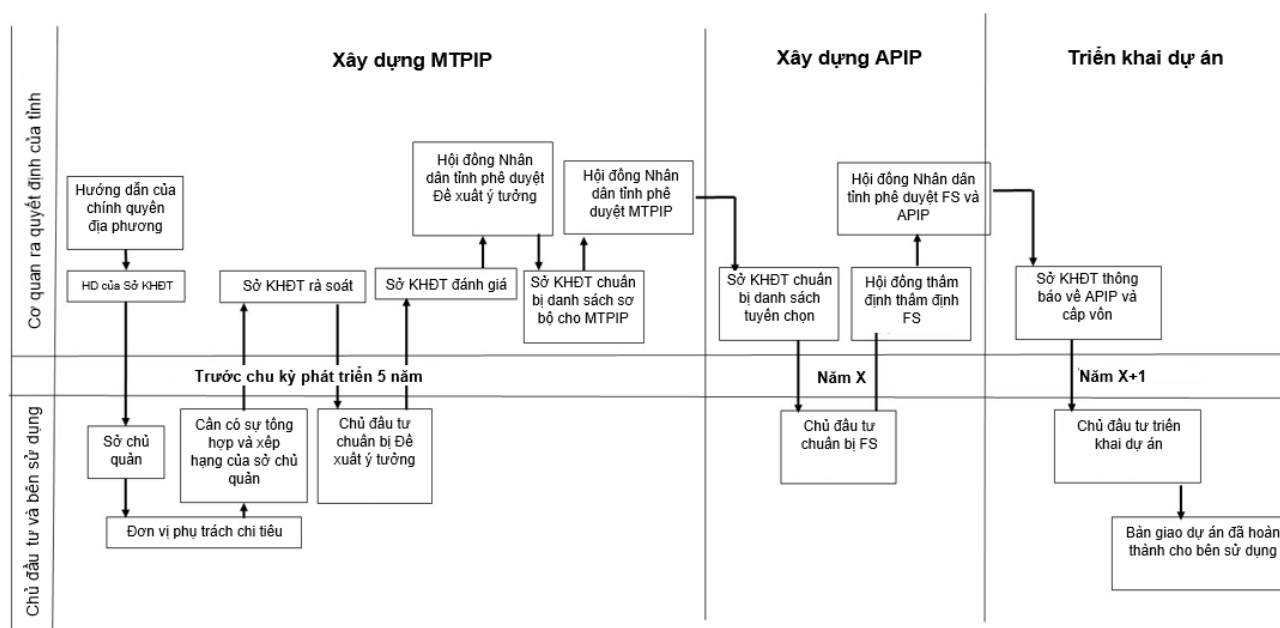 Xây dựng MTPIP
Xây dựng APIP
Triển khai dự án
Cơ quan ra quyết định của tỉnh
Hướng dẫn của
chính quyền
địa phương
HD của Sở KHĐT
Sở KHĐT rà soát
Sở KHĐT đánh giá
Hội đồng Nhân
dân tỉnh phê duyệt
Đề xuất ý tưởng
Sở KHĐT chuẩn
bị danh sách sơ
bộ cho MTPIP
Hội đồng Nhân
dân tỉnh phê
duyệt MTPIP
Sở KHĐT chuẩn
bị danh sách
tuyển chọn
Hội đồng thẩm
định thẩm định
FS
Hội đồng Nhân dân
tỉnh phê duyệt FS và
APIP
Sở KHĐT thông
báo về APIP và
cấp vốn
Trước chu kỳ phát triển 5 năm
Năm X
Năm X+1
Chủ đầu tư và bên sử dụng
Sở chủ
quản
Đơn vị phụ trách chi tiêu
Cần có sự tổng
hợp và xếp
hạng của sở chủ
quản
Chủ đầu tư
chuẩn bị Đề
xuất ý tưởng
Chủ đầu tư
chuẩn bị FS
Chủ đầu tư triển
khai dự án
Bàn giao dự án đã hoàn
thành cho bên sử dụng